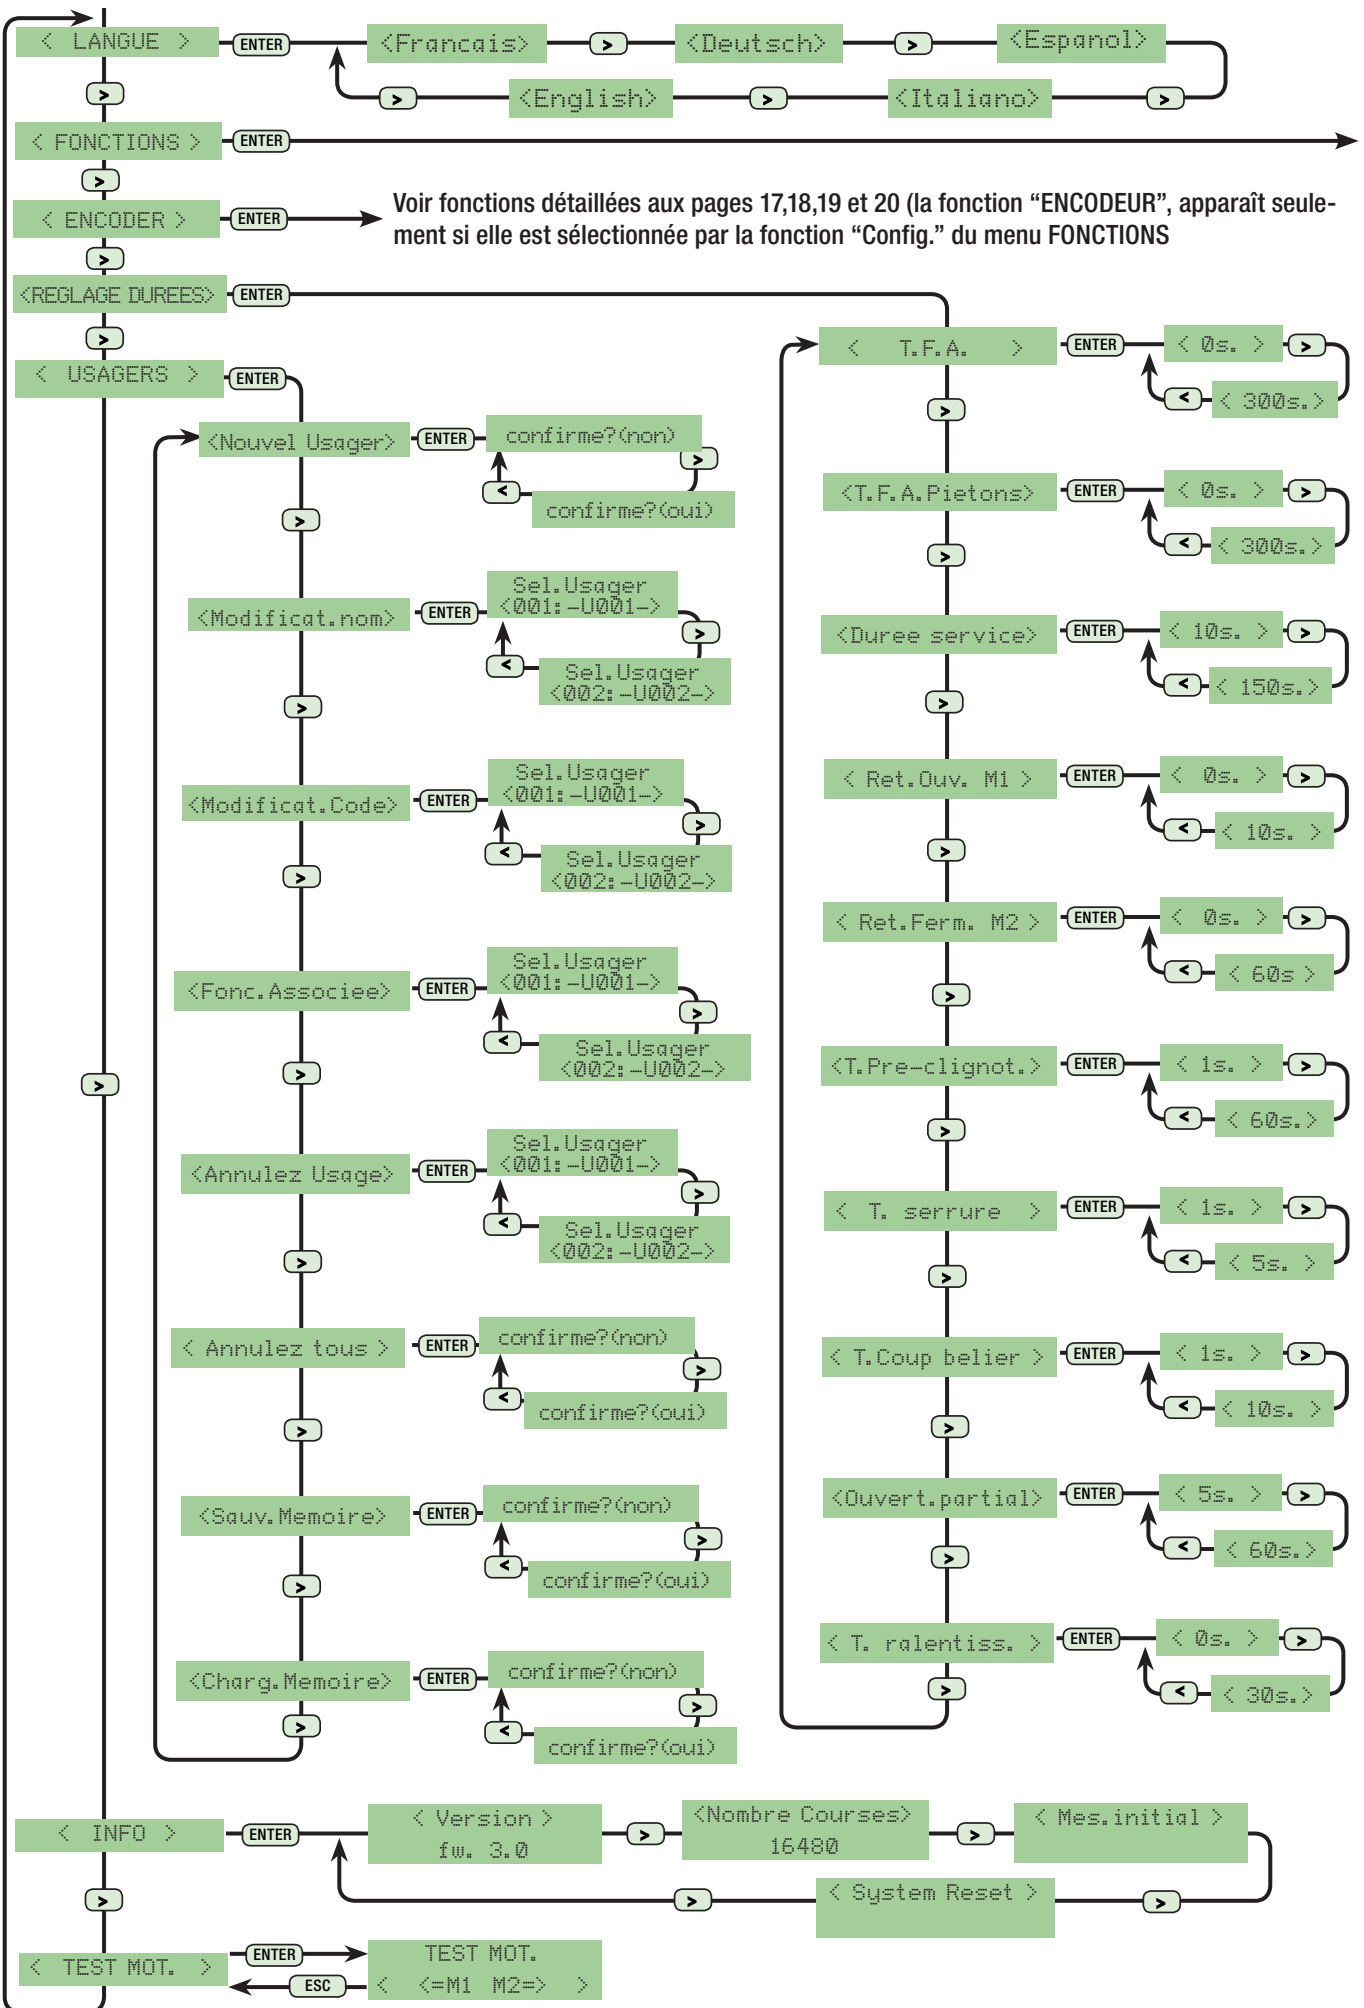 < LANGUE >
ENTER
<Francais>
>
<Deutsch>
>
<Espanol>
>
<English>
>
<Italiano>
>
>
< FONCTIONS >
ENTER
>
< ENCODER >
ENTER
Voir fonctions détaillées aux pages 17,18,19 et 20 (la fonction “ENCODEUR”, apparaît seule-
ment si elle est sélectionnée par la fonction “Config.” du menu FONCTIONS
>
<REGLAGE DUREES>
ENTER
>
< USAGERS >
ENTER
<Nouvel Usager>
ENTER
confirme?(non)
>
<
confirme?(oui)
>
<Modificat.nom>
ENTER
Sel.Usager
<001:-U001->
>
<
Sel.Usager
<002:-U002->
>
<Modificat.Code>
ENTER
Sel.Usager
<001:-U001->
>
<
Sel.Usager
<002:-U002->
>
<Fonc.Associee>
ENTER
Sel.Usager
<001:-U001->
>
<
Sel.Usager
<002:-U002->
>
<Annulez Usage>
ENTER
Sel.Usager
<001:-U001->
>
<
Sel.Usager
<002:-U002->
>
< Annulez tous >
ENTER
confirme?(non)
>
<
confirme?(oui)
>
<Sauv.Memoire>
ENTER
confirme?(non)
>
<
confirme?(oui)
>
<Charg.Memoire>
ENTER
confirme?(non)
>
<
confirme?(oui)
>
< T.F.A. >
ENTER
< 0s. >
>
<
< 300s.>
>
<T.F.A.Pietons>
ENTER
< 0s. >
>
<
< 300s.>
>
<Duree service>
ENTER
< 10s. >
>
<
< 150s.>
>
< Ret.Ouv. M1 >
ENTER
< 0s. >
>
<
< 10s. >
>
< Ret.Ferm. M2 >
ENTER
< 0s. >
>
<
< 60s >
>
<T.Pre-clignot.>
ENTER
< 1s. >
>
<
< 60s.>
>
< T. serrure >
ENTER
< 1s. >
>
<
< 5s. >
>
< T.Coup belier >
ENTER
< 1s. >
>
<
< 10s. >
>
<Ouvert.partial>
ENTER
< 5s. >
>
<
< 60s.>
>
< T. ralentiss. >
ENTER
< 0s. >
>
<
< 30s.>
>
>
< INFO >
ENTER
< Version >
fw. 3.0
>
<Nombre Courses>
16480
>
< Mes.initial >
>
< System Reset >
>
>
< TEST MOT. >
ENTER
ESC
TEST MOT.
< <=M1 M2=> >